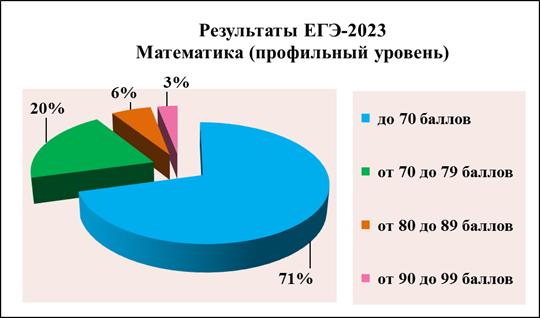 Результаты ЕГЭ-2023
Математика (профильный уровень)
3%
6%
20%
71%
до 70 баллов
от 70 до 79 баллов
от 80 до 89 баллов
от 90 до 99 баллов